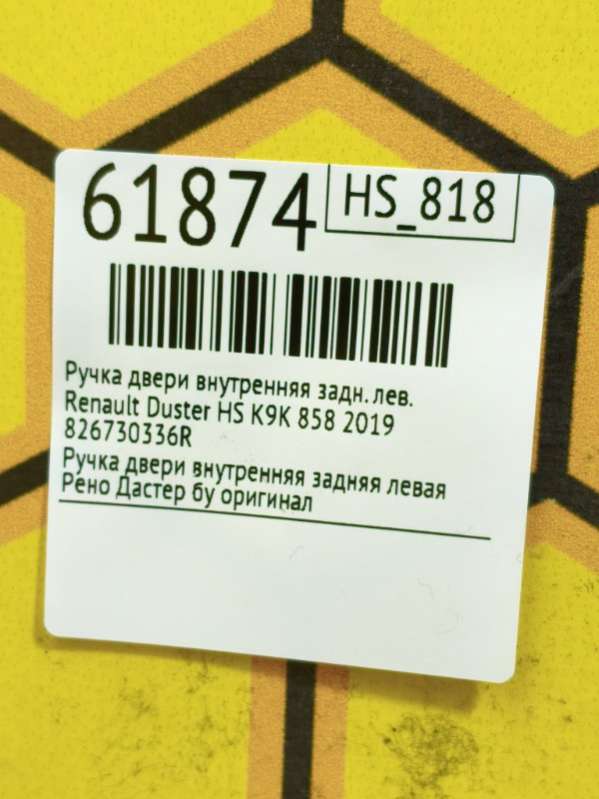 61874
HS_818
Ручка двери внутренняя задн. лев.
Renault Duster HS K9K 858 2019
826730336R
Ручка двери внутренняя задняя левая
Рено Дастер бу оригинал